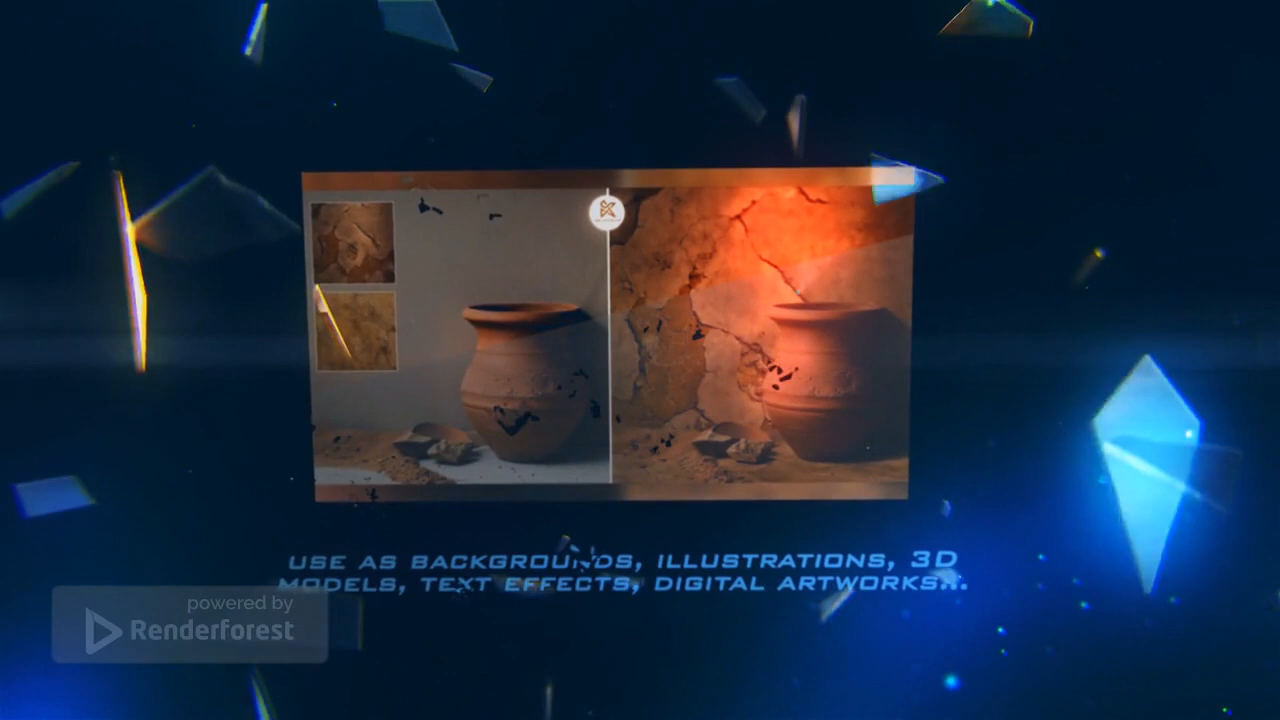 USE AS BACKGROUNDS, ILLUSTRATIONS, 3D
MODELS, TEXT EFFECTS, DIGITAL ARTWORKS...
powered by
Renderforest